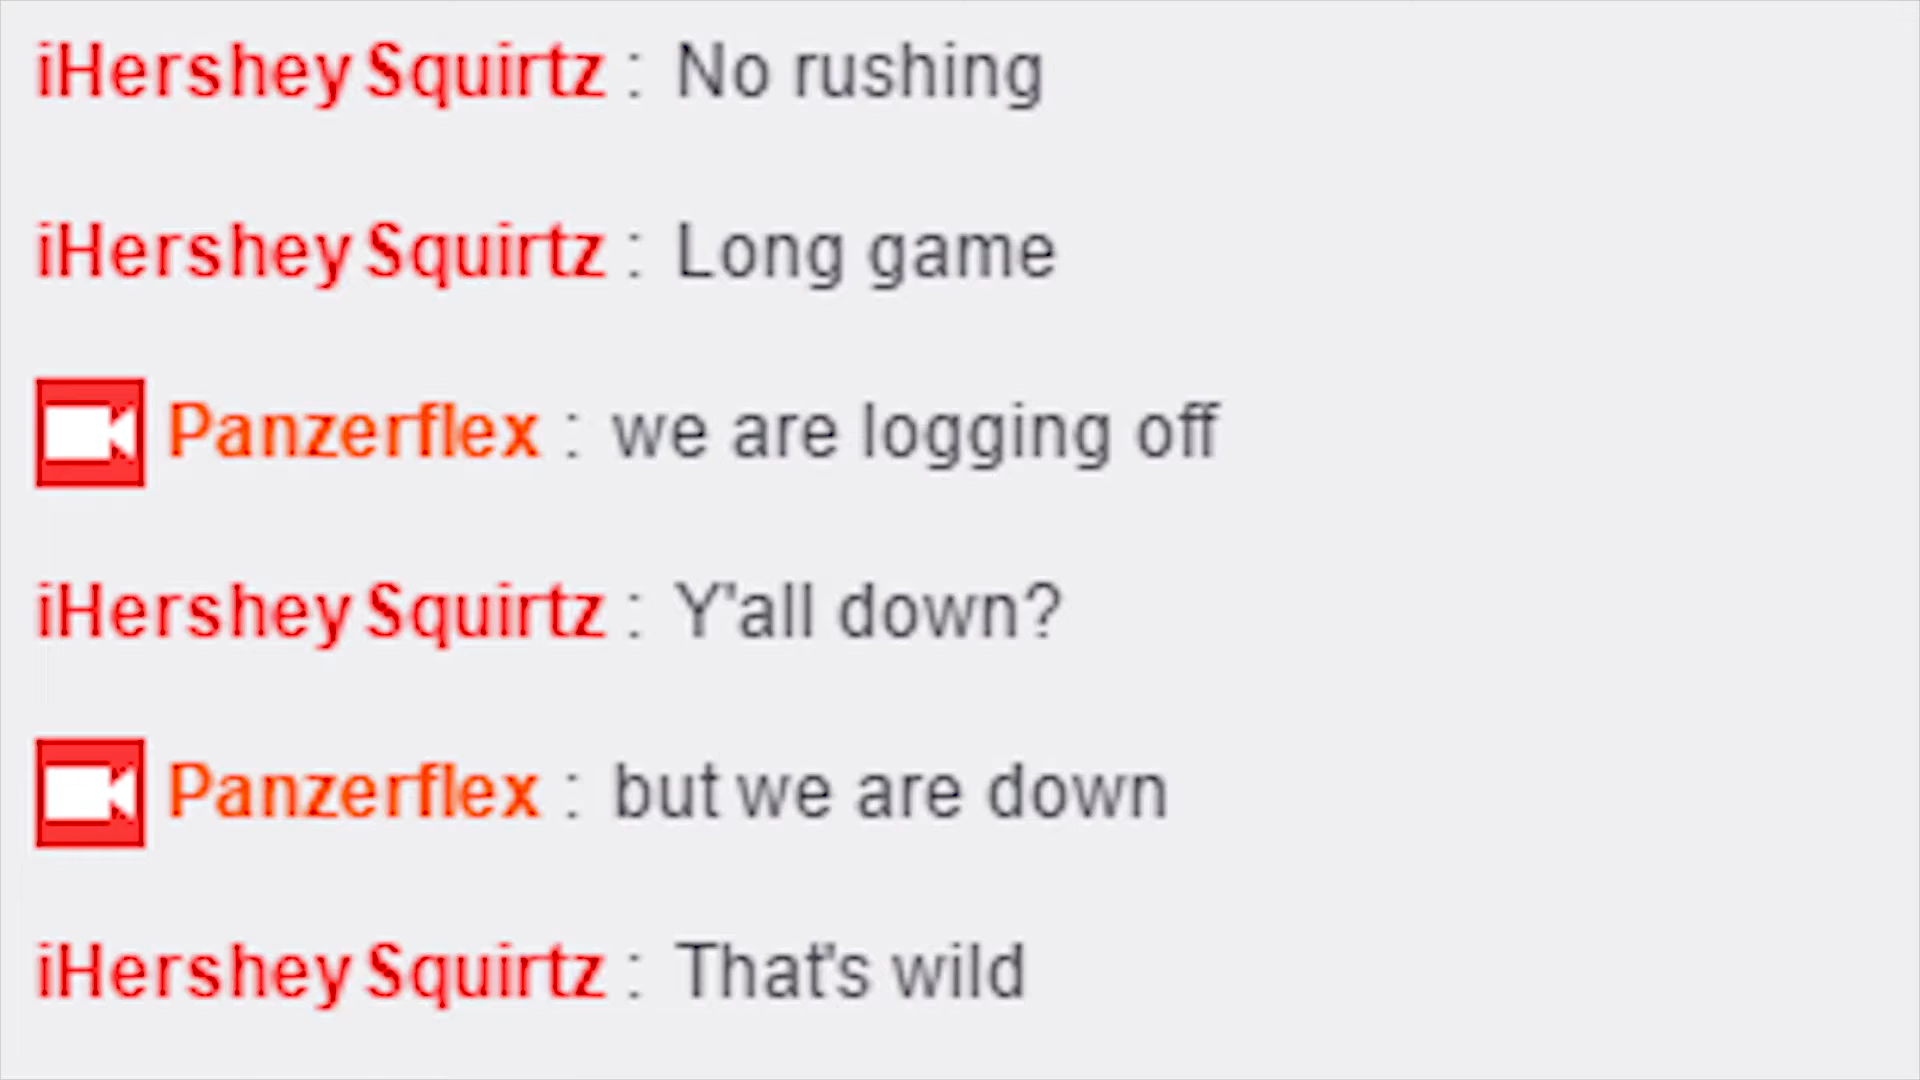 iHersheySquirtz : No rushing
iHersheySquirtz : Long game
Panzerflex : we are logging off
iHersheySquirtz : Y'all down?
Panzerflex : but we are down
iHersheySquirtz : That's wild